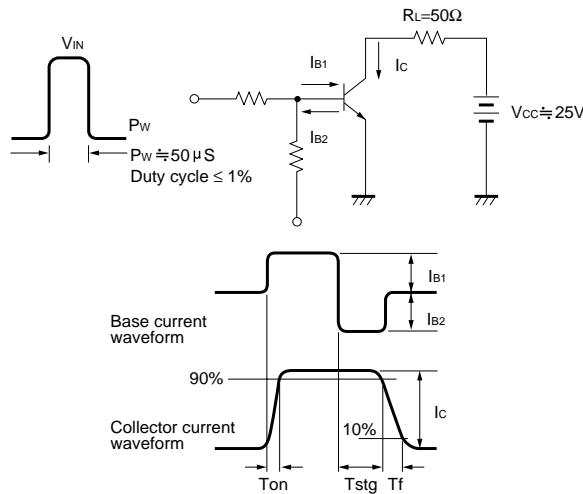 RL=50Ω
VIN
IB1
IC
PW
IB2
VCC≒25V
PW≒50μS
Duty cycle ≤ 1%
IB1
Base current
waveform
IB2
90%
IC
Collector current
waveform
10%
Ton
Tstg
Tf